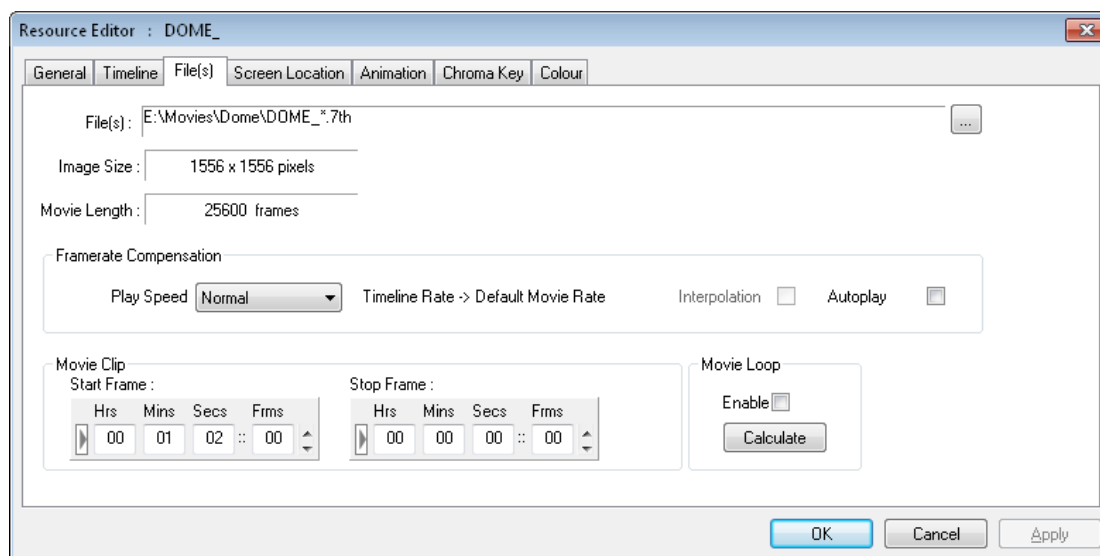 Resource Editor : DOME_
General Timeline File(s) Screen Location Animation Chroma Key Colour
File(s) : E:\Movies\Dome\DOME_*.7th ...
Image Size : 1556 x 1556 pixels
Movie Length : 25600 frames
Framerate Compensation
Play Speed Normal Timeline Rate -> Default Movie Rate Interpolation Autoplay
Movie Clip
Start Frame :
Hrs Mins Secs Frms
00 01 02 :: 00
Stop Frame :
Hrs Mins Secs Frms
00 00 00 :: 00
Movie Loop
Enable
Calculate
OK Cancel Apply